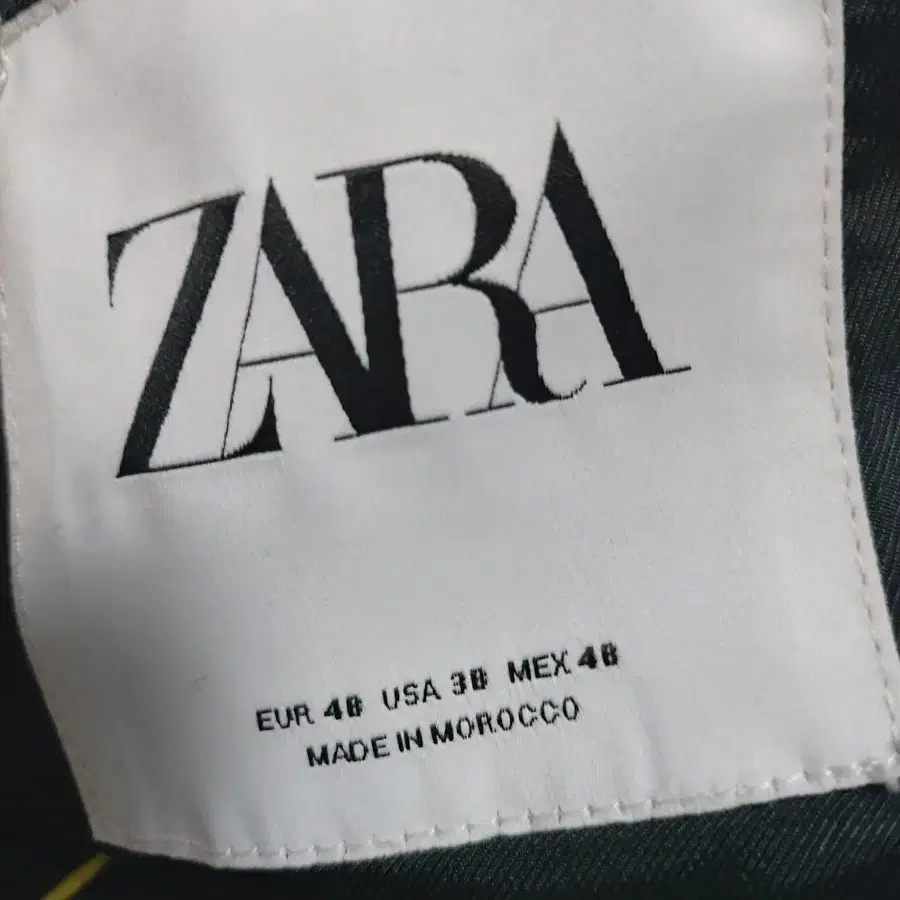 ZARA
EUR 48 USA 38 MEX 48
MADE IN MOROCCO